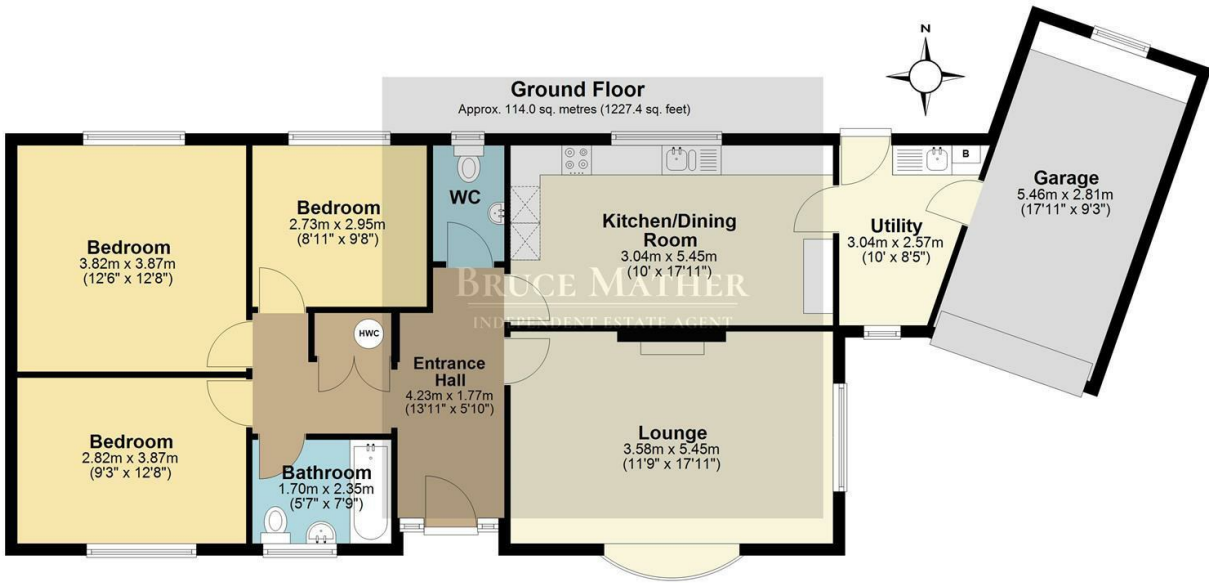 N
Ground Floor
Approx. 114.0 sq. metres (1227.4 sq. feet)
Bedroom
3.82m x 3.87m
(12'6" x 12'8")
Bedroom
2.73m x 2.95m
(8'11" x 9'8")
WC
Kitchen/Dining
Room
3.04m x 5.45m
(10' x 17'11")
B
Utility
3.04m x 2.57m
(10' x 8'5")
Garage
5.46m x 2.81m
(17'11" x 9'3")
BRUCE MATHER
INDEPENDENT ESTATE AGENT
HWC
Entrance
Hall
4.23m x 1.77m
(13'11" x 5'10")
Bedroom
2.82m x 3.87m
(9'3" x 12'8")
Bathroom
1.70m x 2.35m
(5'7" x 7'9")
Lounge
3.58m x 5.45m
(11'9" x 17'11")